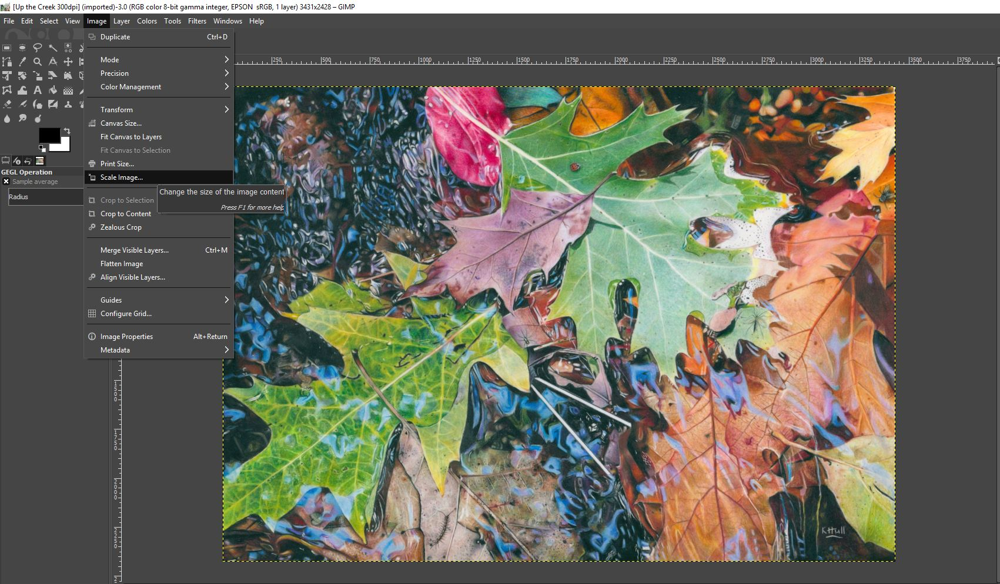 [Up the Creek 300dpi] (imported)-3.0 (RGB color 8-bit gamma integer, EPSON  sRGB, 1 layer) 3431x2428 – GIMP
File Edit Select View Image Layer Colors Tools Filters Windows Help
Duplicate Ctrl+D
Mode
Precision
Color Management
Transform
Canvas Size...
Fit Canvas to Layers
Fit Canvas to Selection
Print Size...
Scale Image...
Change the size of the image content
Press F1 for more help
Crop to Selection
Crop to Content
Zealous Crop
Merge Visible Layers... Ctrl+M
Flatten Image
Align Visible Layers...
Guides
Configure Grid...
Image Properties Alt+Return
Metadata
GEGL Operation
Sample average
Radius
250 500 750 1000 1250 1500 1750 2000 2250 2500 2750 3000 3250 3500 3750
1500
1750
2000
2250
2
KHull